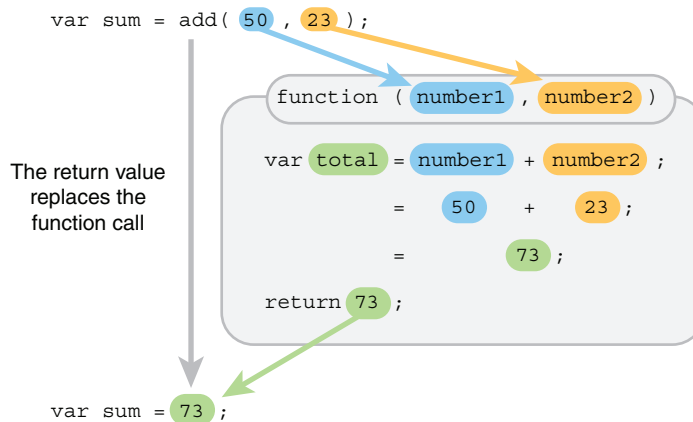 var sum = add( 50 , 23 );
function ( number1 , number2 )
var total = number1 + number2 ;
= 50 + 23 ;
= 73 ;
return 73 ;
The return value
replaces the
function call
var sum = 73 ;